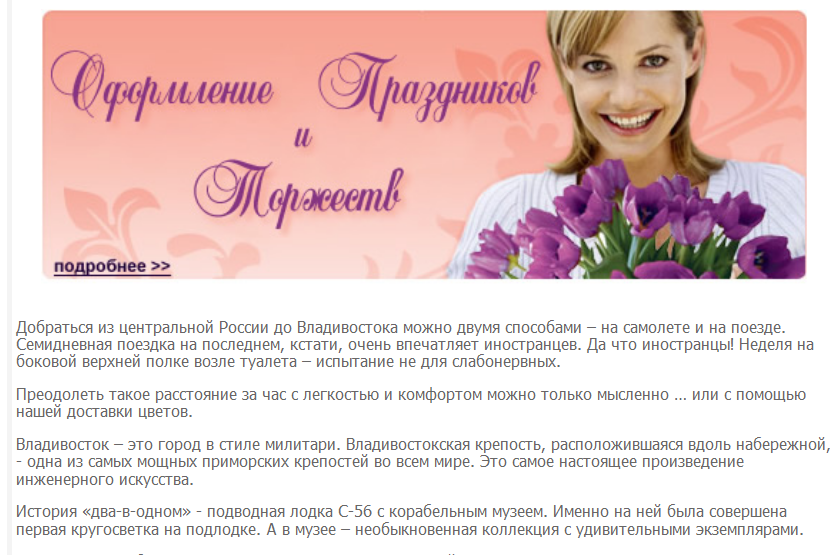 Оформление Праздников
и
Торжеств
подробнее >>
Добраться из центральной России до Владивостока можно двумя способами – на самолете и на поезде.
Семидневная поездка на последнем, кстати, очень впечатляет иностранцев. Да что иностранцы! Неделя на
боковой верхней полке возле туалета – испытание не для слабонервных.
Преодолеть такое расстояние за час с легкостью и комфортом можно только мысленно ... или с помощью
нашей доставки цветов.
Владивосток – это город в стиле милитари. Владивостокская крепость, расположившаяся вдоль набережной,
- одна из самых мощных приморских крепостей во всем мире. Это самое настоящее произведение
инженерного искусства.
История «два-в-одном» - подводная лодка С-56 с корабельным музеем. Именно на ней была совершена
первая кругосветка на подлодке. А в музее – необыкновенная коллекция с удивительными экземплярами.